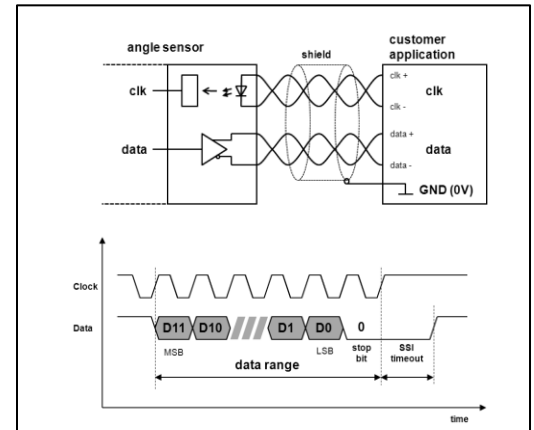 angle sensor
shield
customer
application
clk
clk +
clk -
clk
data
data +
data -
data
GND (0V)
Clock
Data
D11
D10
D1
D0
0
MSB
LSB
stop
bit
SSI
timeout
data range
time